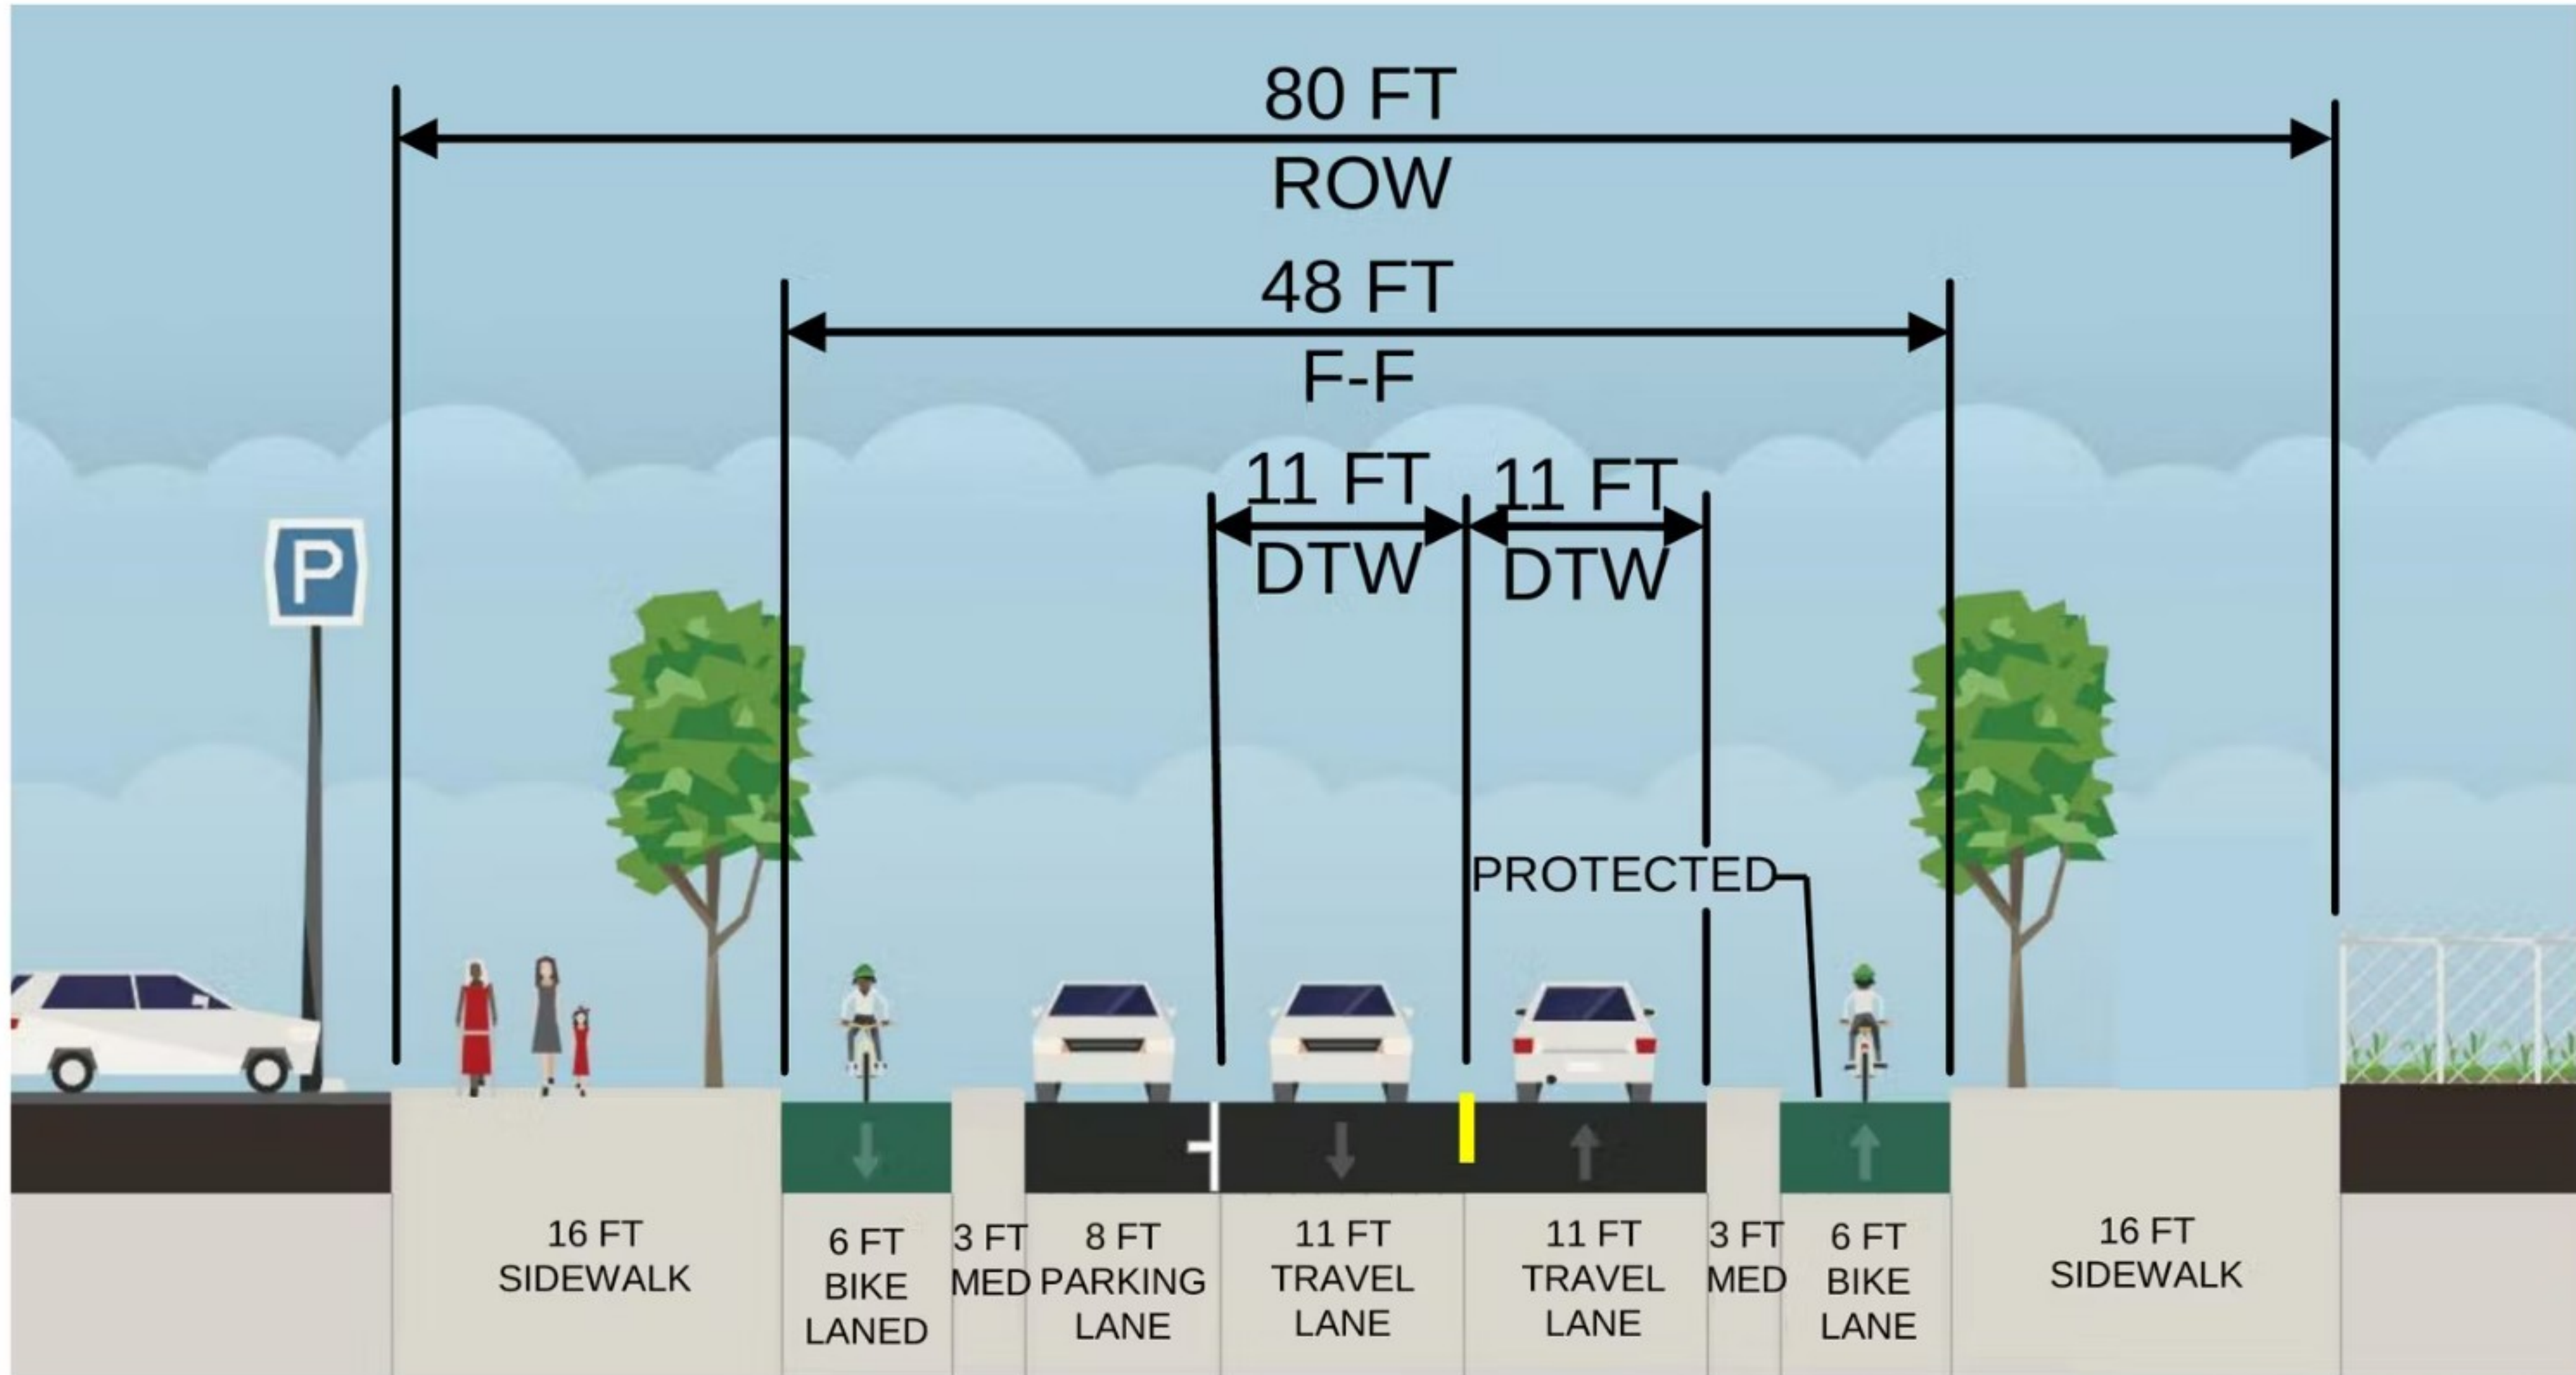 80 FT
ROW
48 FT
F-F
11 FT
DTW
11 FT
DTW
P
PROTECTED
16 FT
SIDEWALK
6 FT
BIKE
LANED
3 FT
MED
8 FT
PARKING
LANE
11 FT
TRAVEL
LANE
11 FT
TRAVEL
LANE
3 FT
MED
6 FT
BIKE
LANE
16 FT
SIDEWALK